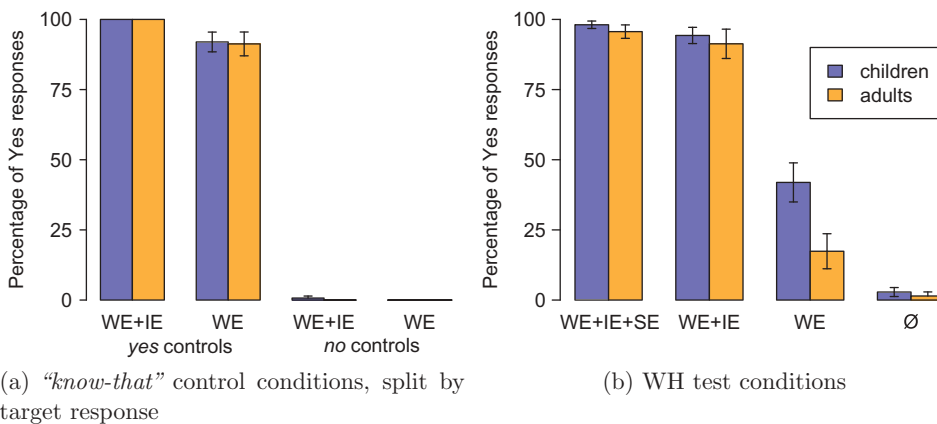 Percentage of Yes responses
100
75
50
25
0
WE+IE WE WE+IE WE
yes controls no controls
(a) “know-that” control conditions, split by
target response
Percentage of Yes responses
100
75
50
25
0
children
adults
WE+IE+SE WE+IE WE Ø
(b) WH test conditions